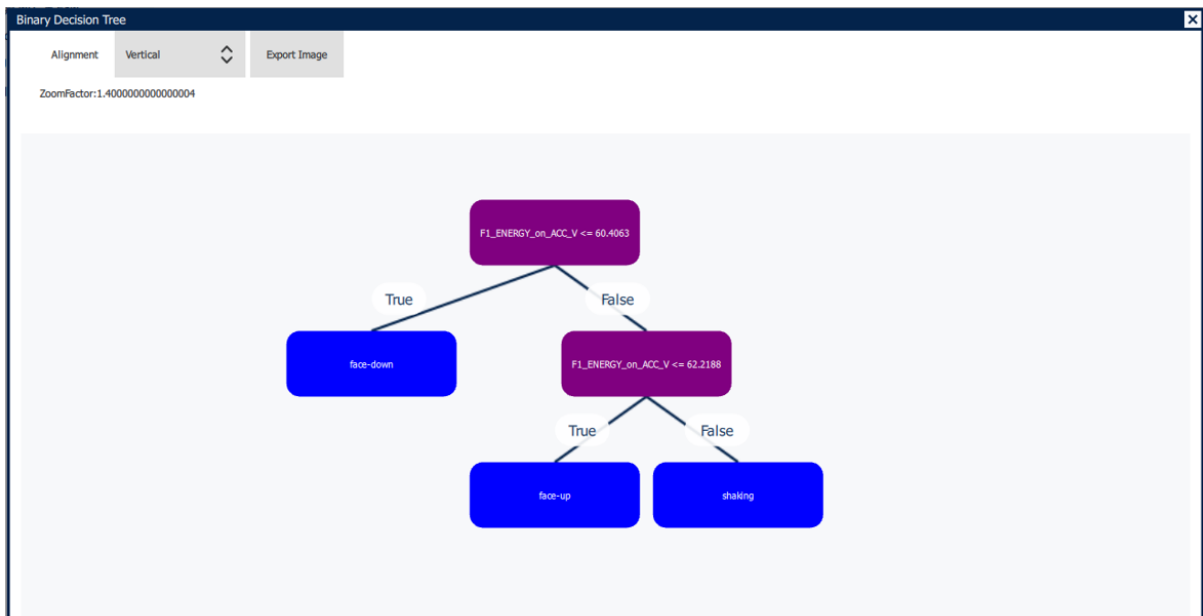 Binary Decision Tree
Alignment
Vertical
Export Image
ZoomFactor:1.4000000000000004
F1_ENERGY_on_ACC_V <= 60.4063
True
False
face-down
F1_ENERGY_on_ACC_V <= 62.2188
True
False
face-up
shaking